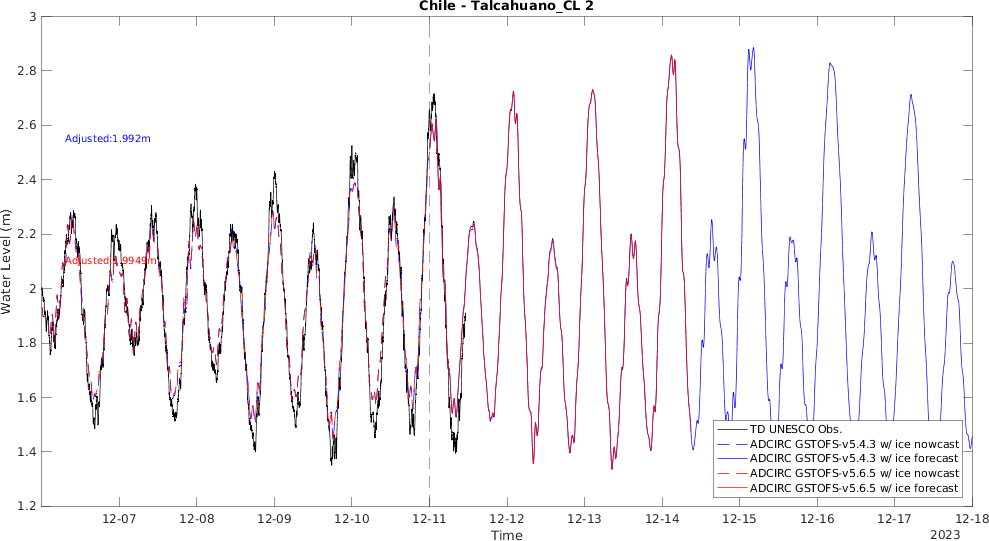 Chile - Talcahuano_CL 2
3
2.8
2.6
2.4
2.2
2
1.8
1.6
1.4
1.2
Water Level (m)
Adjusted:1.992m
Adjusted:1.9949m
TD UNESCO Obs.
ADCIRC GSTOFS-v5.4.3 w/ ice nowcast
ADCIRC GSTOFS-v5.4.3 w/ ice forecast
ADCIRC GSTOFS-v5.6.5 w/ ice nowcast
ADCIRC GSTOFS-v5.6.5 w/ ice forecast
12-07 12-08 12-09 12-10 12-11 12-12 12-13 12-14 12-15 12-16 12-17 12-18
Time
2023